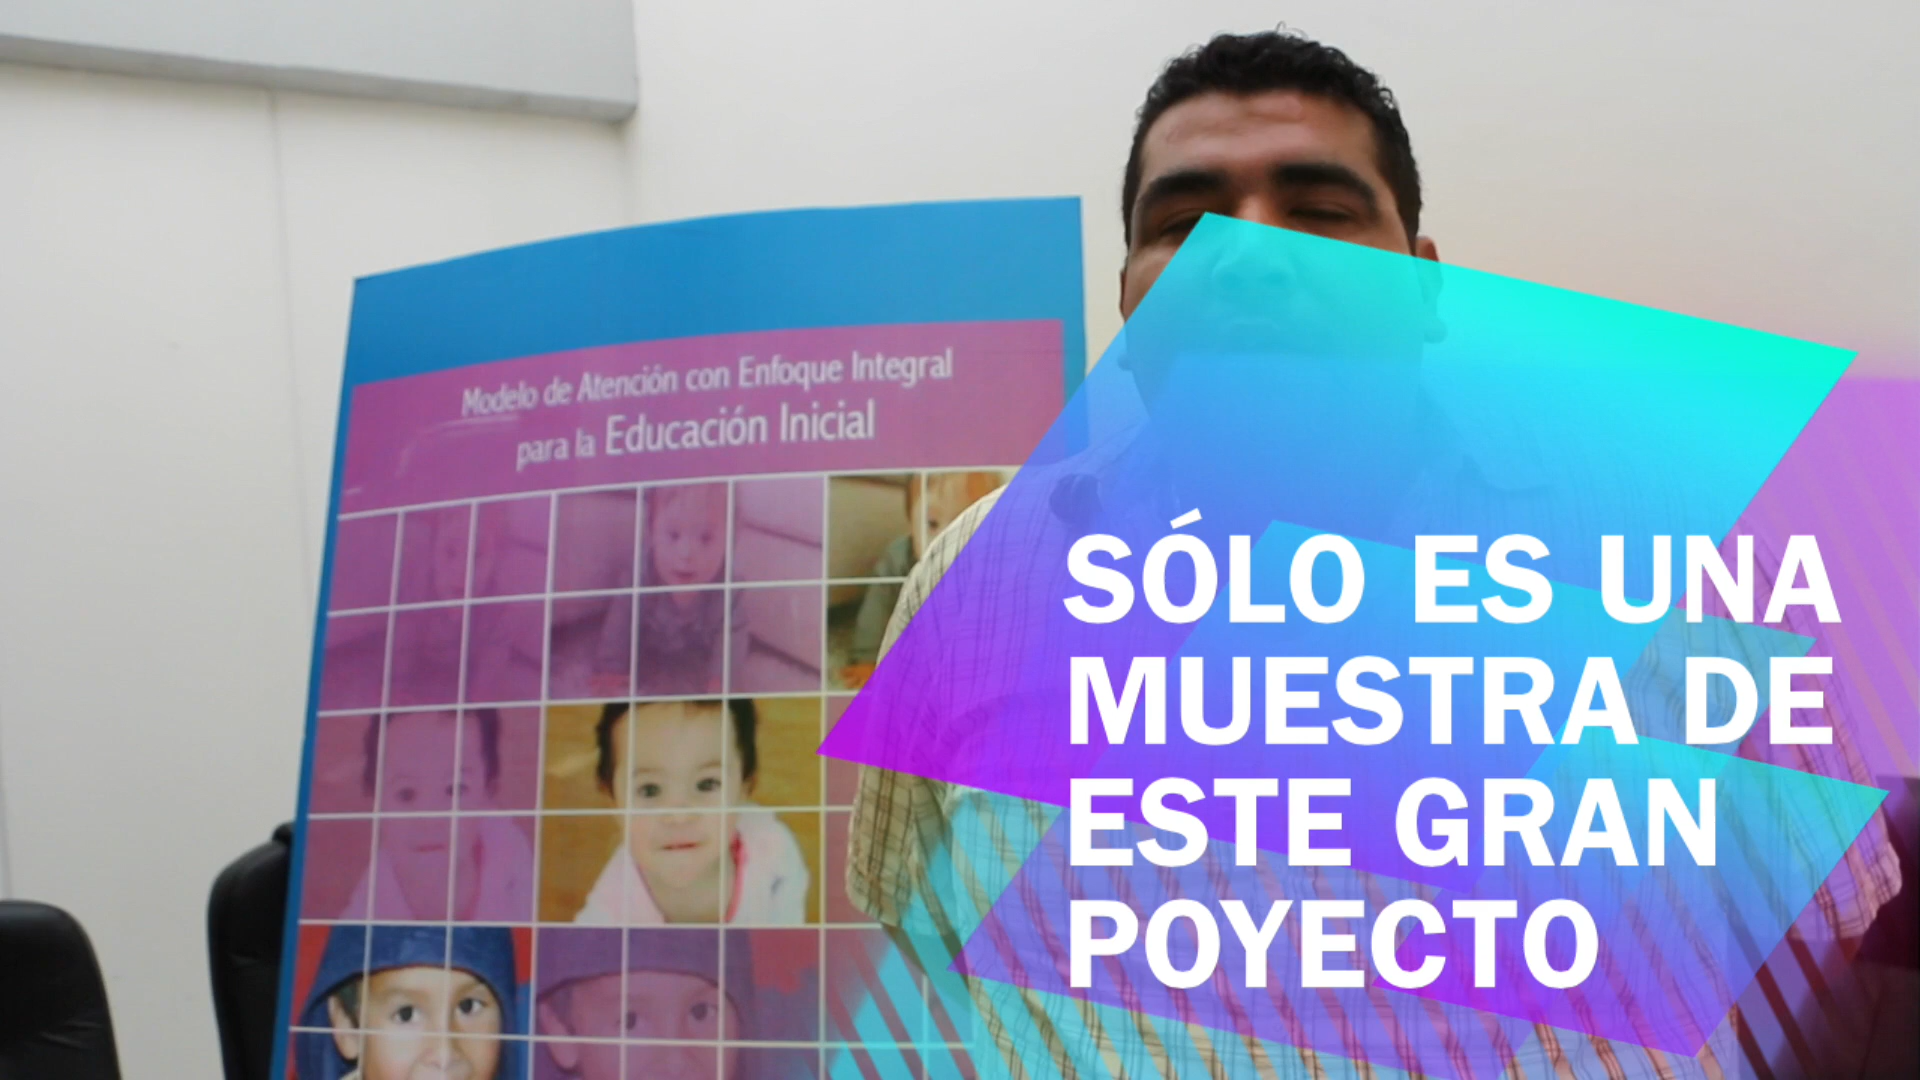 Modelo de Atención con Enfoque Integral
para la Educación Inicial
SÓLO ES UNA
MUESTRA DE
ESTE GRAN
POYECTO